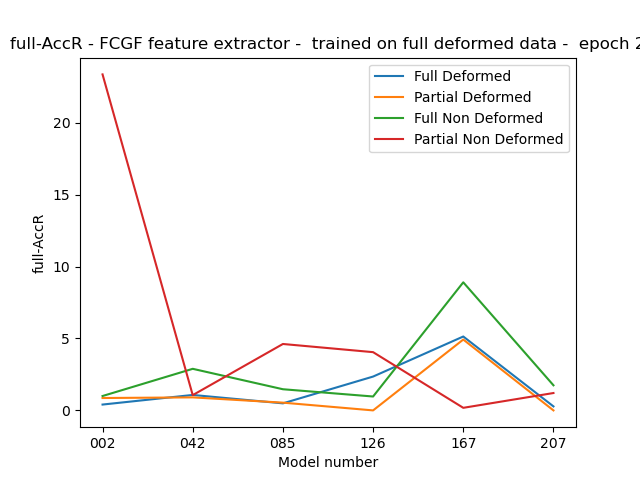 full-AccR - FCGF feature extractor -  trained on full deformed data -  epoch 2
Full Deformed
Partial Deformed
Full Non Deformed
Partial Non Deformed
20
15
10
5
0
full-AccR
002 042 085 126 167 207
Model number